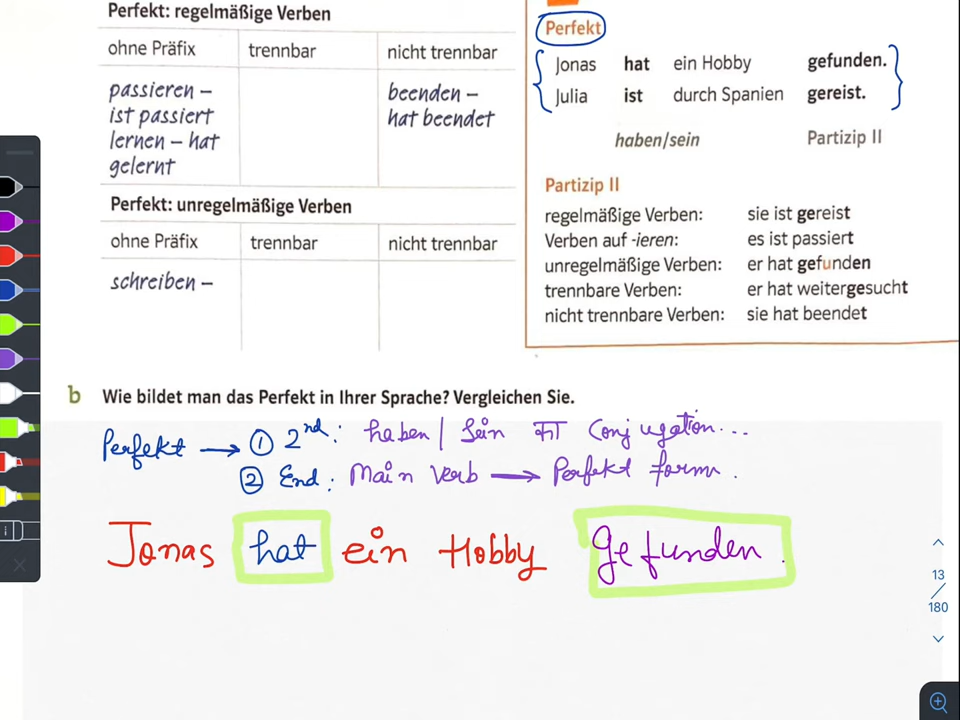 Perfekt: regelmäßige Verben
ohne Präfix trennbar nicht trennbar
passieren –
ist passiert
lernen – hat
gelernt
beenden –
hat beendet
Perfekt: unregelmäßige Verben
ohne Präfix trennbar nicht trennbar
schreiben –
Perfekt
Jonas hat ein Hobby gefunden.
Julia ist durch Spanien gereist.
haben/sein Partizip II
Partizip II
regelmäßige Verben: sie ist gereist
Verben auf -ieren: es ist passiert
unregelmäßige Verben: er hat gefunden
trennbare Verben: er hat weitergesucht
nicht trennbare Verben: sie hat beendet
b Wie bildet man das Perfekt in Ihrer Sprache? Vergleichen Sie.
Perfekt → ① 2nd: haben | Sein का Conjugation...
② End: Main Verb → Perfekt form.
Jonas hat ein Hobby Gefunden.
13
/
180